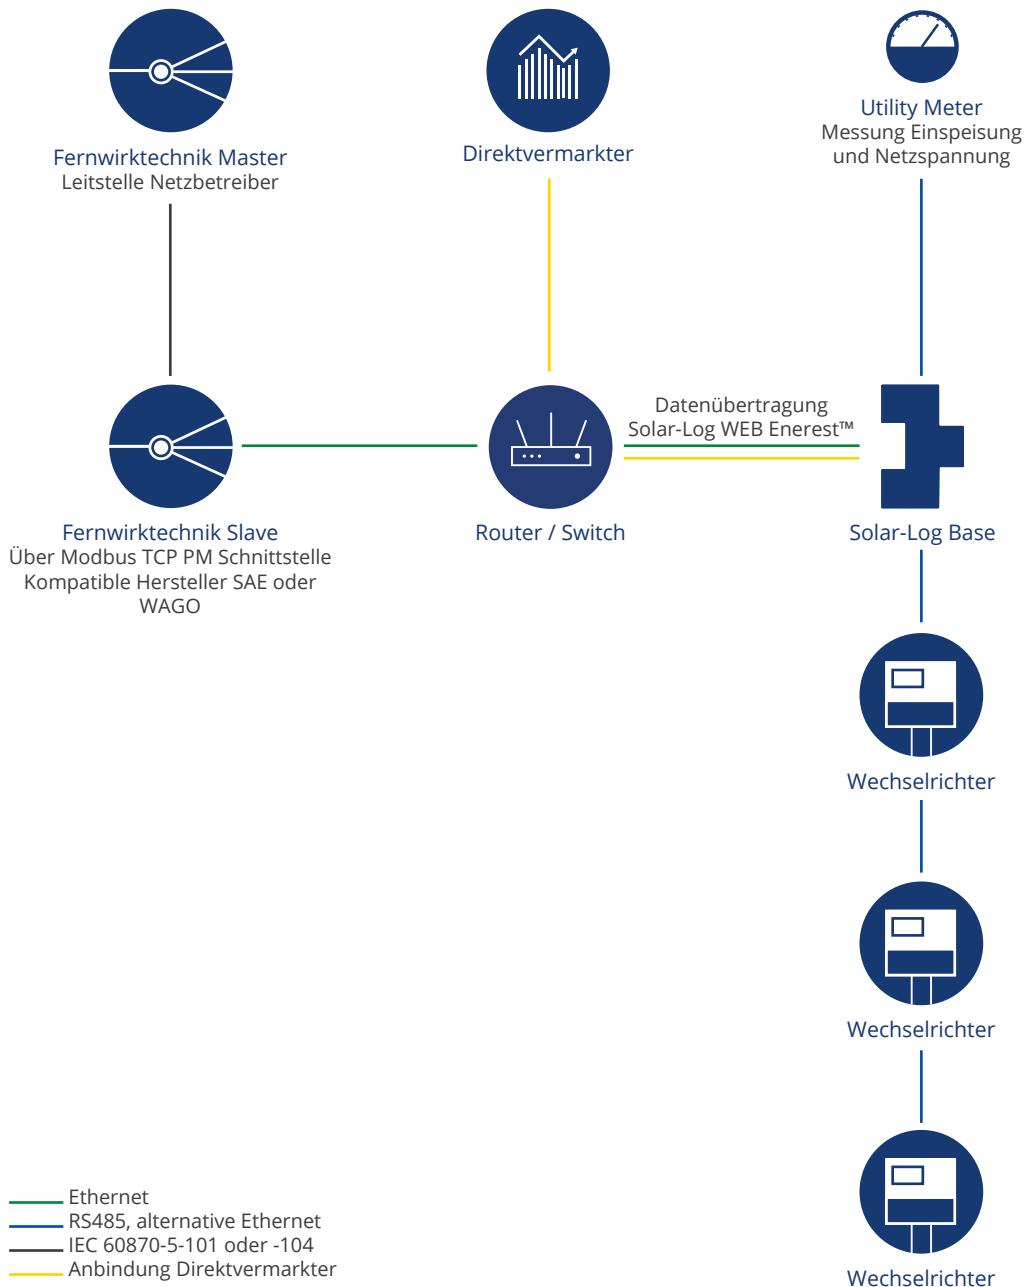 Fernwirktechnik Master
Leitstelle Netzbetreiber
Direktvermarkter
Utility Meter
Messung Einspeisung
und Netzspannung
Datenübertragung
Solar-Log WEB Enerest™
Fernwirktechnik Slave
Über Modbus TCP PM Schnittstelle
Kompatible Hersteller SAE oder
WAGO
Router / Switch
Solar-Log Base
Wechselrichter
Wechselrichter
Wechselrichter
Ethernet
RS485, alternative Ethernet
IEC 60870-5-101 oder -104
Anbindung Direktvermarkter